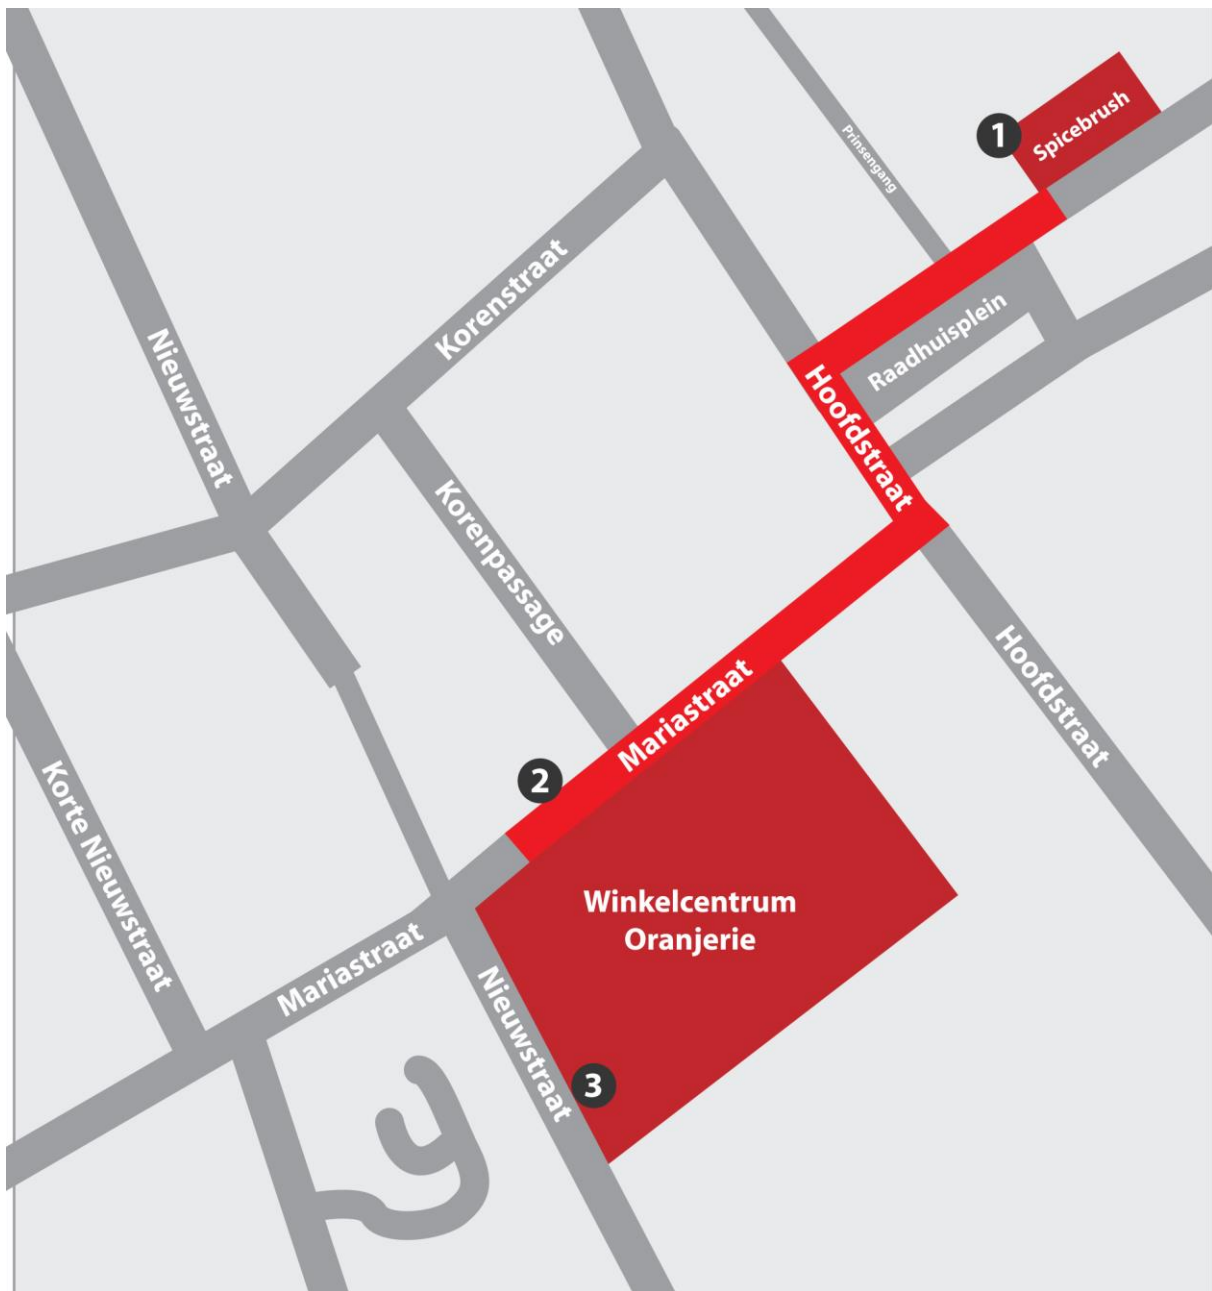 1
Spicebrush
Prinsengang
Korenstraat
Raadhuisplein
Nieuwstraat
Hoofdstraat
Korenpassage
Hoofdstraat
Mariastraat
2
Korte Nieuwstraat
Winkelcentrum
Oranjerie
Mariastraat
Nieuwstraat
3